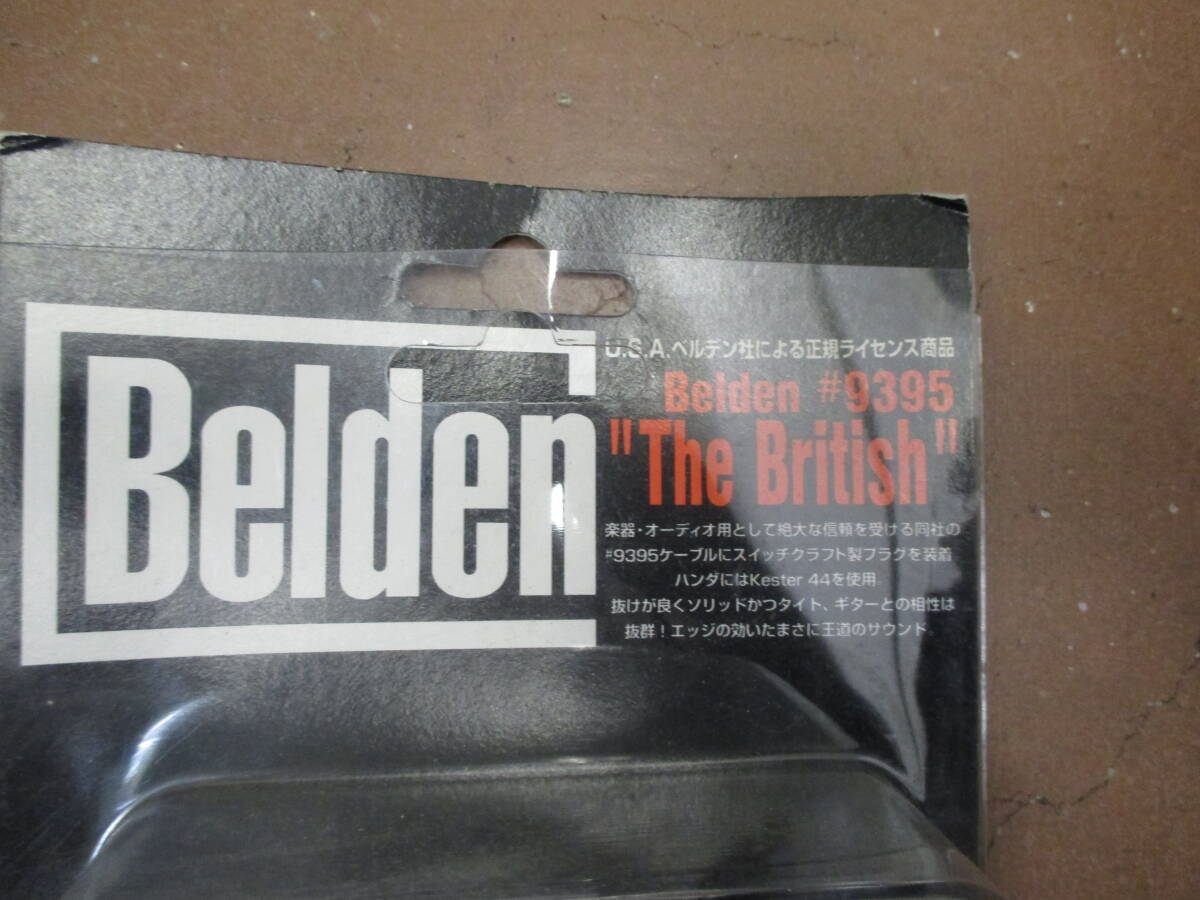 Belden
U.S.A.ベルデン社による正規ライセンス商品
Belden #9395
"The British"
楽器・オーディオ用として絶大な信頼を受ける同社の
#9395ケーブルにスイッチクラフト製プラグを装着
ハンダにはKester 44を使用
抜けが良くソリッドかつタイト、ギターとの相性は
抜群！エッジの効いたまさに王道のサウンド